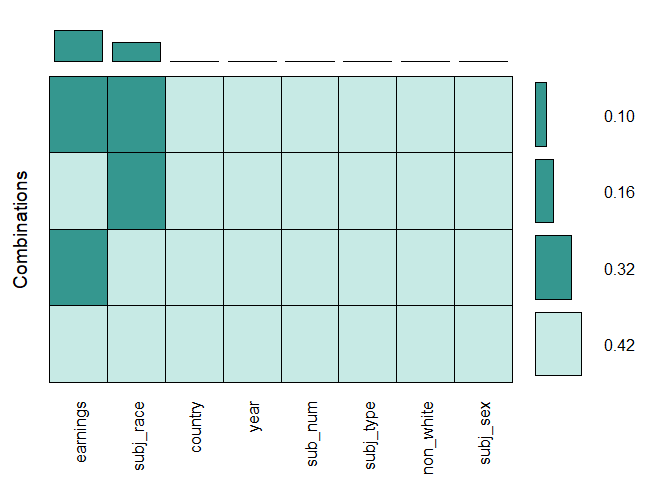 Combinations
0.10
0.16
0.32
0.42
earnings
subj_race
country
year
sub_num
subj_type
non_white
subj_sex